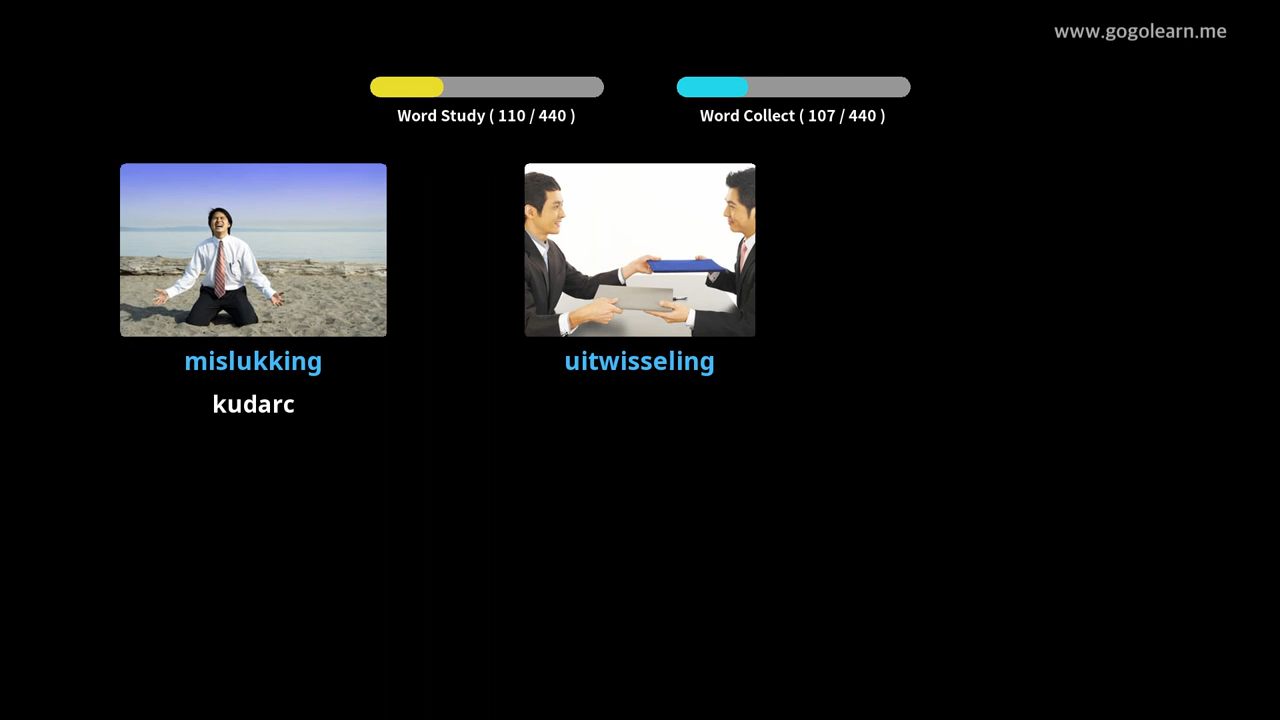 www.gogolearn.me
Word Study ( 110 / 440 )
Word Collect ( 107 / 440 )
mislukking
uitwisseling
kudarc